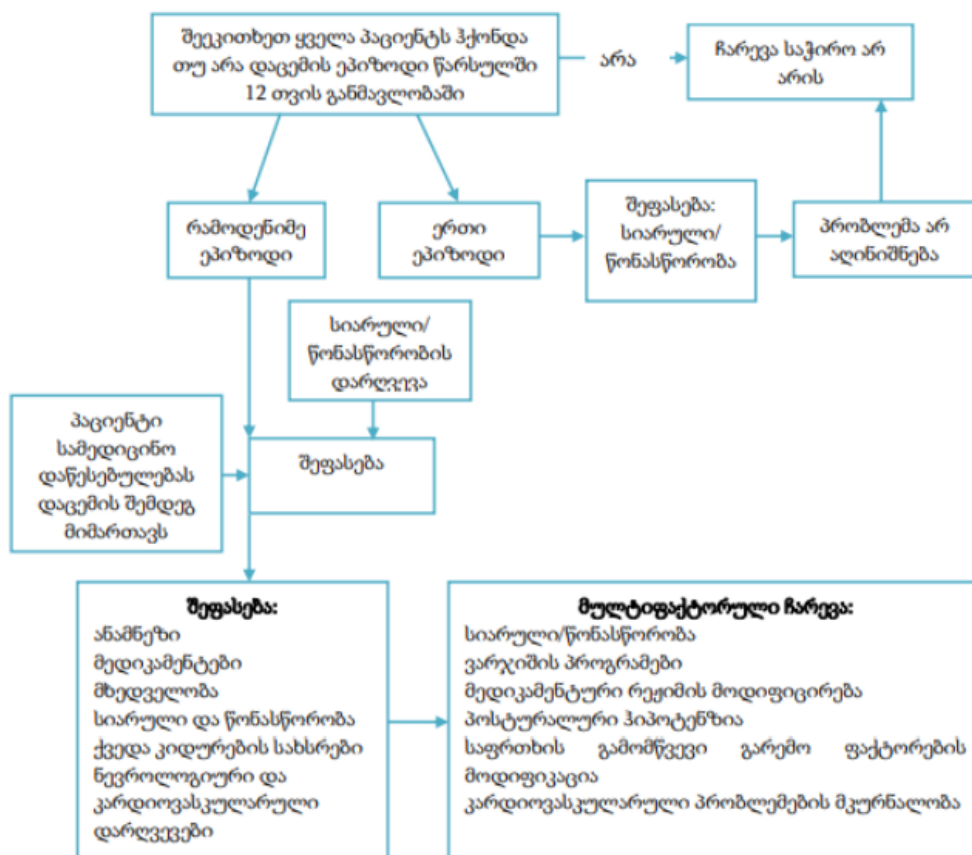 შეეკითხეთ ყველა პაციენტს ჰქონდა
თუ არა დაცემის ეპიზოდი წარსულში
12 თვის განმავლობაში
არა
ჩარევა საჭირო არ
არის
რამოდენიმე
ეპიზოდი
ერთი
ეპიზოდი
შეფასება:
სიარული/
წონასწორობა
პრობლემა არ
აღინიშნება
სიარული/
წონასწორობის
დარღვევა
პაციენტი
სამედიცინო
დაწესებულებას
დაცემის შემდეგ
მიმართავს
შეფასება
შეფასება:
ანამნეზი
მედიკამენტები
მხედველობა
სიარული და წონასწორობა
ქვედა კიდურების სახსრები
ნევროლოგიური და
კარდიოვასკულარული
დარღვევები
მულტიფაქტორული ჩარევა:
სიარული/წონასწორობა
ვარჯიშის პროგრამები
მედიკამენტური რეჟიმის მოდიფიცირება
პოსტურალური ჰიპოტენზია
საფრთხის გამომწვევი გარემო ფაქტორების
მოდიფიკაცია
კარდიოვასკულარული პრობლემების მკურნალობა